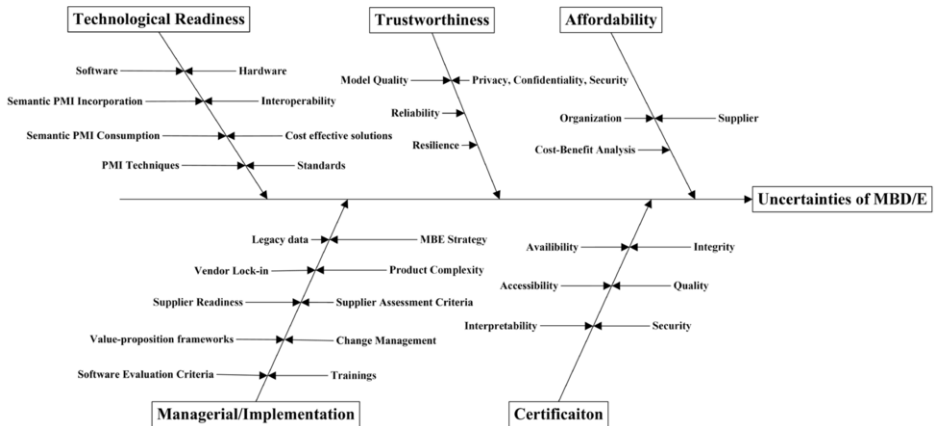 Technological Readiness
Trustworthiness
Affordability
Software
Hardware
Semantic PMI Incorporation
Interoperability
Semantic PMI Consumption
Cost effective solutions
PMI Techniques
Standards
Model Quality
Privacy, Confidentiality, Security
Reliability
Resilience
Organization
Supplier
Cost-Benefit Analysis
Uncertainties of MBD/E
Legacy data
MBE Strategy
Vendor Lock-in
Product Complexity
Supplier Readiness
Supplier Assessment Criteria
Value-proposition frameworks
Change Management
Software Evaluation Criteria
Trainings
Managerial/Implementation
Availibility
Integrity
Accessibility
Quality
Interpretability
Security
Certificaiton